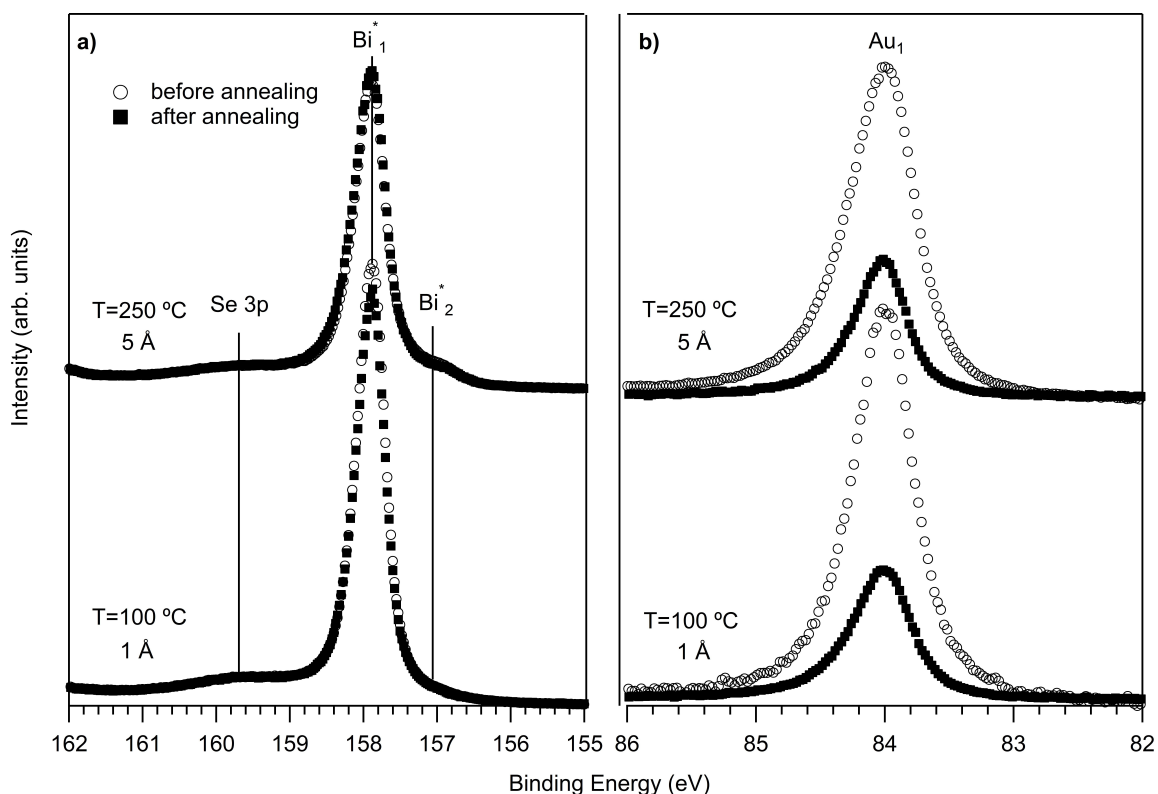 a)
Bi*1
before annealing
after annealing
T=250 ºC
5 Å
Se 3p
Bi*2
T=100 ºC
1 Å
162 161 160 159 158 157 156 155
b)
Au1
T=250 ºC
5 Å
T=100 ºC
1 Å
86 85 84 83 82
Intensity (arb. units)
Binding Energy (eV)